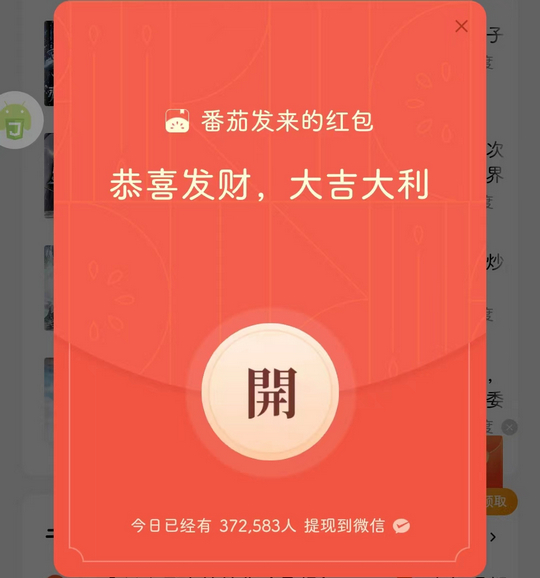 子
度
番茄发来的红包
恭喜发财，大吉大利
次
界
度
炒
度
開
，
委
度
领取
今日已经有 372,583人 提现到微信